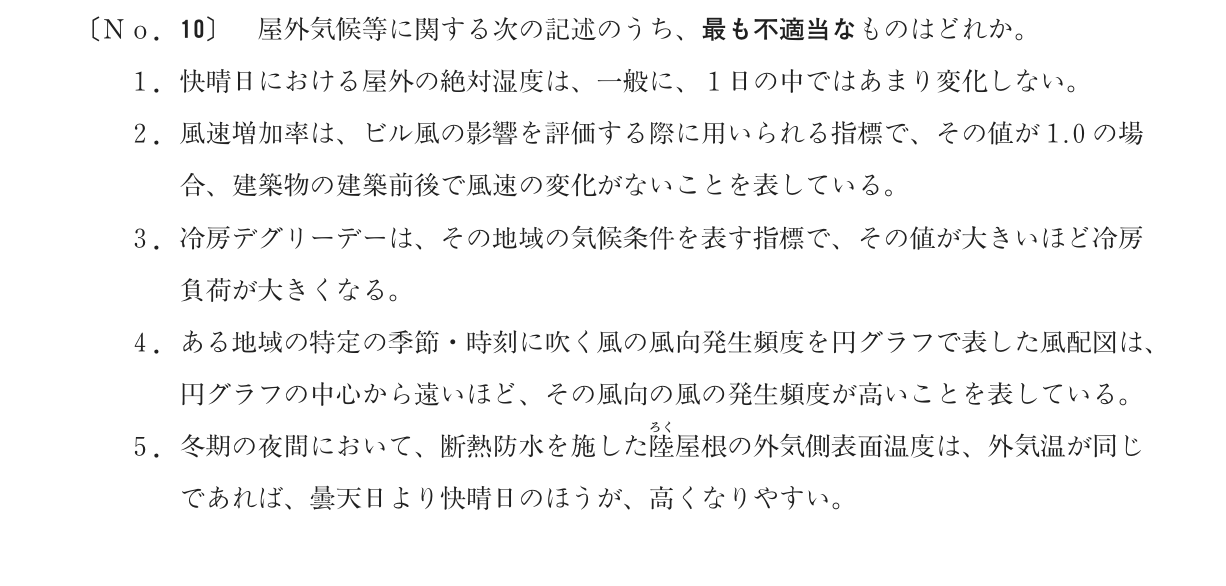 〔Ｎｏ．10〕　屋外気候等に関する次の記述のうち、最も不適当なものはどれか。
１．快晴日における屋外の絶対湿度は、一般に、１日の中ではあまり変化しない。
２．風速増加率は、ビル風の影響を評価する際に用いられる指標で、その値が 1.0 の場
合、建築物の建築前後で風速の変化がないことを表している。
３．冷房デグリーデーは、その地域の気候条件を表す指標で、その値が大きいほど冷房
負荷が大きくなる。
４．ある地域の特定の季節・時刻に吹く風の風向発生頻度を円グラフで表した風配図は、
円グラフの中心から遠いほど、その風向の風の発生頻度が高いことを表している。
ろく
５．冬期の夜間において、断熱防水を施した陸屋根の外気側表面温度は、外気温が同じ
であれば、曇天日より快晴日のほうが、高くなりやすい。